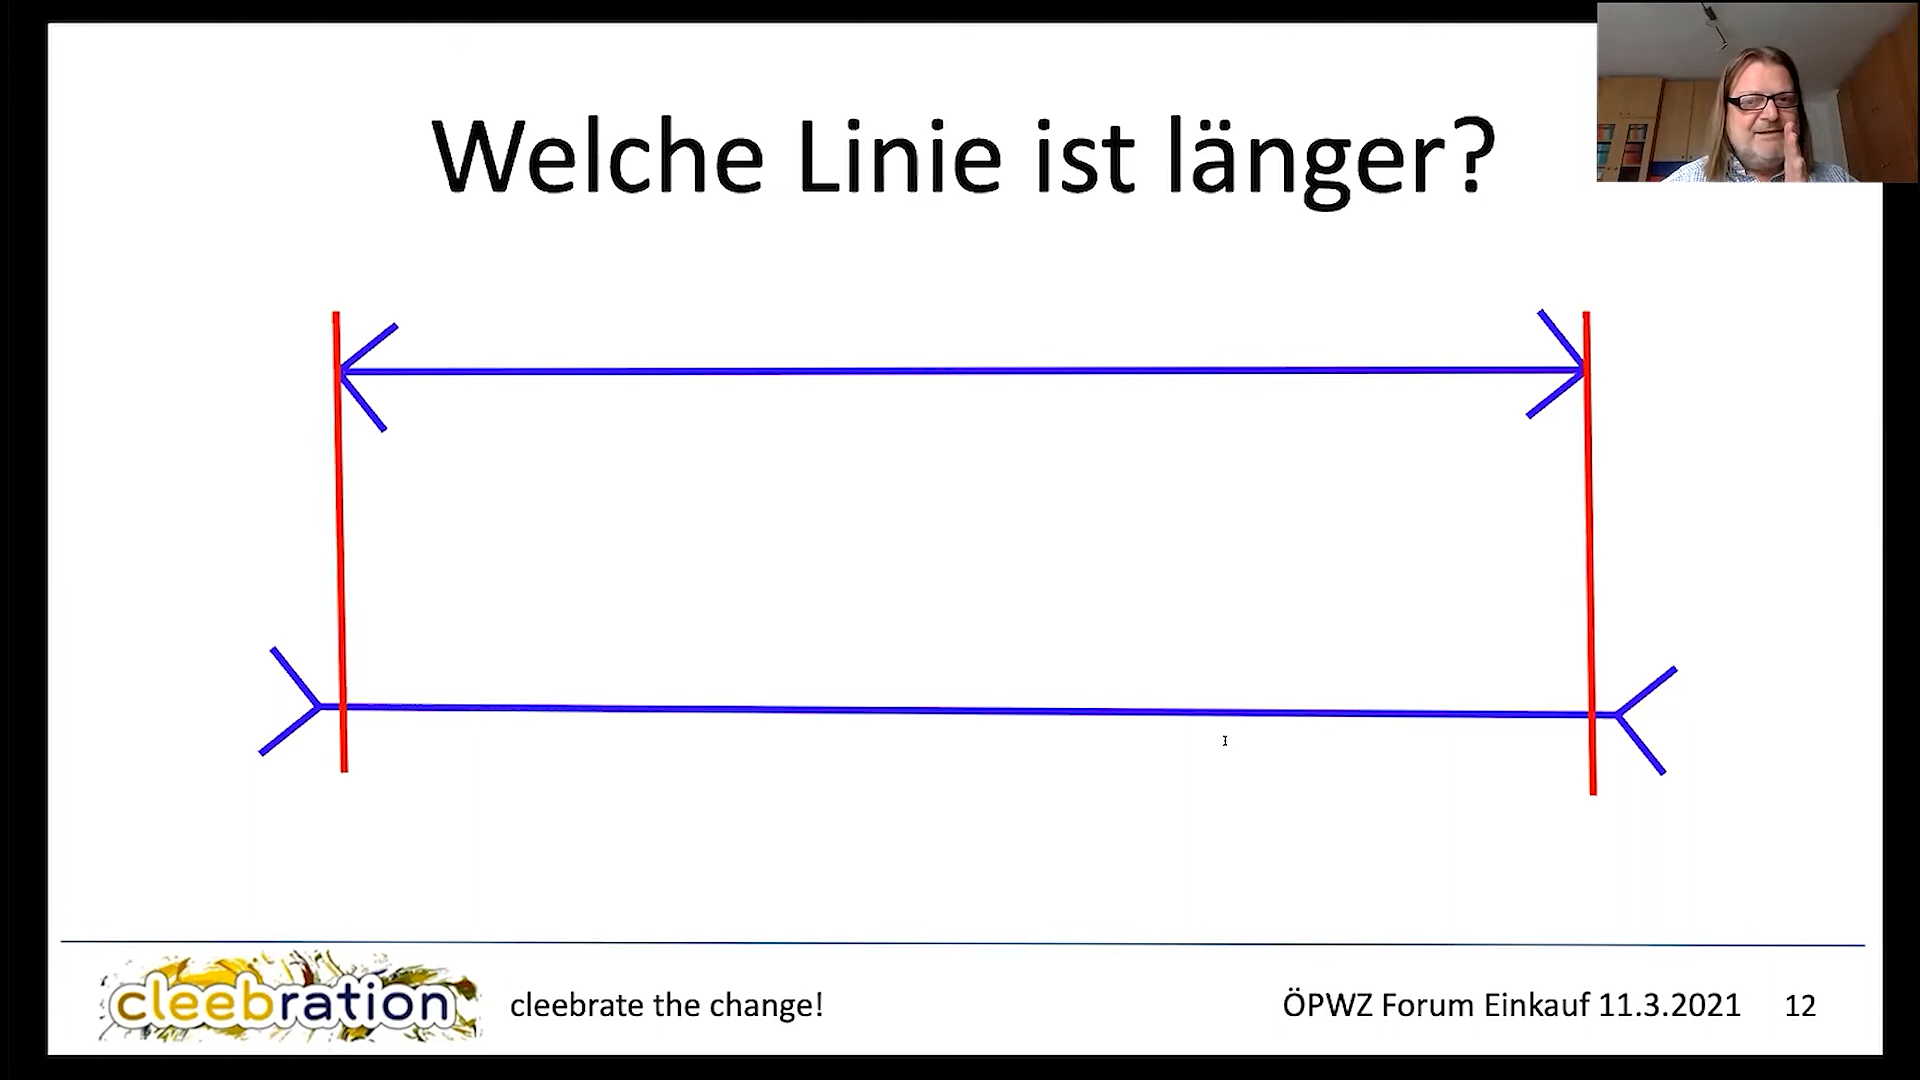 Welche Linie ist länger?
cleebration
cleebrate the change!
ÖPWZ Forum Einkauf 11.3.2021
12